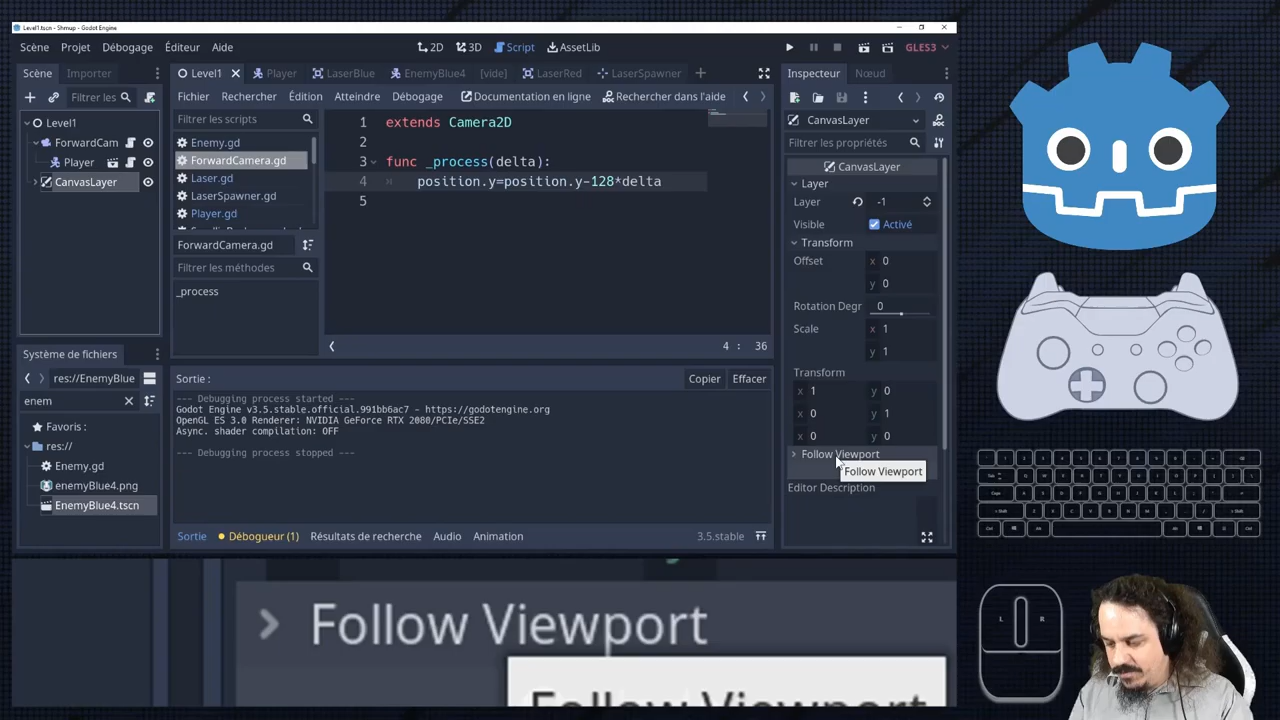 Level1.tscn - Shmup - Godot Engine
Scène Projet Débogage Éditeur Aide
2D 3D Script AssetLib
GLES3
Scène Importer
Filtrer les
Level1
ForwardCam
Player
CanvasLayer
Level1 Player LaserBlue EnemyBlue4 [vide] LaserRed LaserSpawner
Fichier Rechercher Édition Atteindre Débogage Documentation en ligne Rechercher dans l'aide
Filtrer les scripts
Enemy.gd
ForwardCamera.gd
Laser.gd
LaserSpawner.gd
Player.gd
ForwardCamera.gd
Filtrer les méthodes
_process
1 extends Camera2D
2
3 func _process(delta):
4 position.y=position.y-128*delta
5
4 : 36
Système de fichiers
res://EnemyBlue
enem
Favoris :
res://
Enemy.gd
enemyBlue4.png
EnemyBlue4.tscn
Sortie :
Copier Effacer
--- Debugging process started ---
Godot Engine v3.5.stable.official.991bb6ac7 - https://godotengine.org
OpenGL ES 3.0 Renderer: NVIDIA GeForce RTX 2080/PCIe/SSE2
Async. shader compilation: OFF
--- Debugging process stopped ---
Sortie Débogueur (1) Résultats de recherche Audio Animation 3.5.stable
Inspecteur Nœud
CanvasLayer
Filtrer les propriétés
CanvasLayer
Layer
Layer -1
Visible Activé
Transform
Offset x 0
y 0
Rotation Degr 0
Scale x 1
y 1
Transform
x 1 y 0
x 0 y 1
x 0 y 0
Follow Viewport
Follow Viewport
Editor Description
Follow Viewport
Follow Viewport
L R